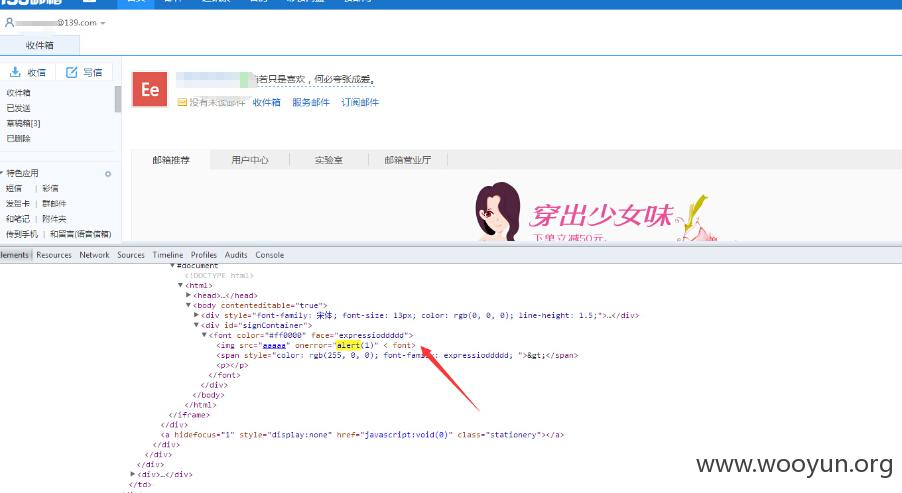 @139.com
收件箱
收信 写信
收件箱
已发送
草稿箱[3]
已删除
特色应用
短信 | 彩信
发贺卡 | 群邮件
和笔记 | 附件夹
传到手机 | 和留言(语音信箱)
Ee
若只是喜欢，何必夸张成爱。
没有未读邮件 收件箱 服务邮件 订阅邮件
邮箱推荐 用户中心 实验室 邮箱营业厅
穿出少女味
下单立减50元
Elements Resources Network Sources Timeline Profiles Audits Console
#document
<!DOCTYPE html>
▼<html>
▶<head>…</head>
▼<body contenteditable="true">
▶<div style="font-family: 宋体; font-size: 13px; color: rgb(0, 0, 0); line-height: 1.5;">…</div>
▼<div id="signContainer">
▼<font color="#ff0000" face="expressioddddd">
<img src="aaaaa" onerror="alert(1)" < font>
<span style="color: rgb(255, 0, 0); font-family: expressioddddd; ">&gt;</span>
<p></p>
</font>
</div>
</body>
</html>
</iframe>
</div>
<a hidefocus="1" style="display:none" href="javascript:void(0)" class="stationery"></a>
</div>
</div>
</div>
▶<div>…</div>
</td>
www.wooyun.org